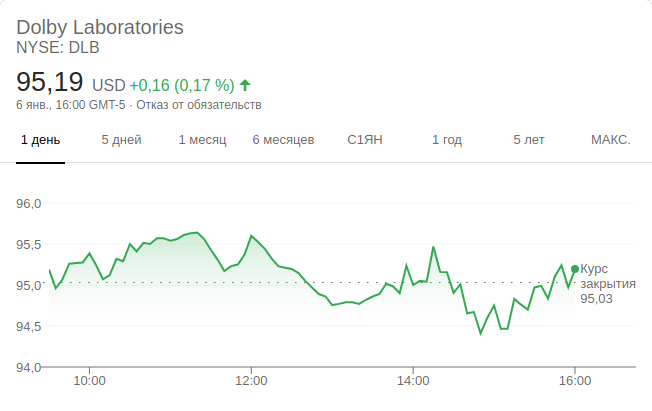 Dolby Laboratories
NYSE: DLB
95,19 USD +0,16 (0,17 %)
6 янв., 16:00 GMT-5 · Отказ от обязательств
1 день 5 дней 1 месяц 6 месяцев С1ЯН 1 год 5 лет МАКС.
96,0
95,5
95,0
94,5
94,0
Курс
закрытия
95,03
10:00 12:00 14:00 16:00